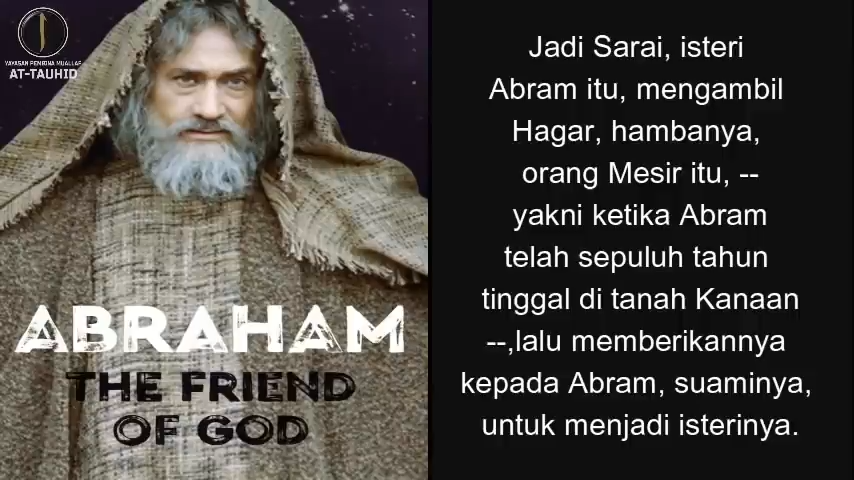 YAYASAN PEMBINA MUALLAF
AT-TAUHID
ABRAHAM
THE FRIEND
OF GOD
Jadi Sarai, isteri
Abram itu, mengambil
Hagar, hambanya,
orang Mesir itu, --
yakni ketika Abram
telah sepuluh tahun
tinggal di tanah Kanaan
--,lalu memberikannya
kepada Abram, suaminya,
untuk menjadi isterinya.